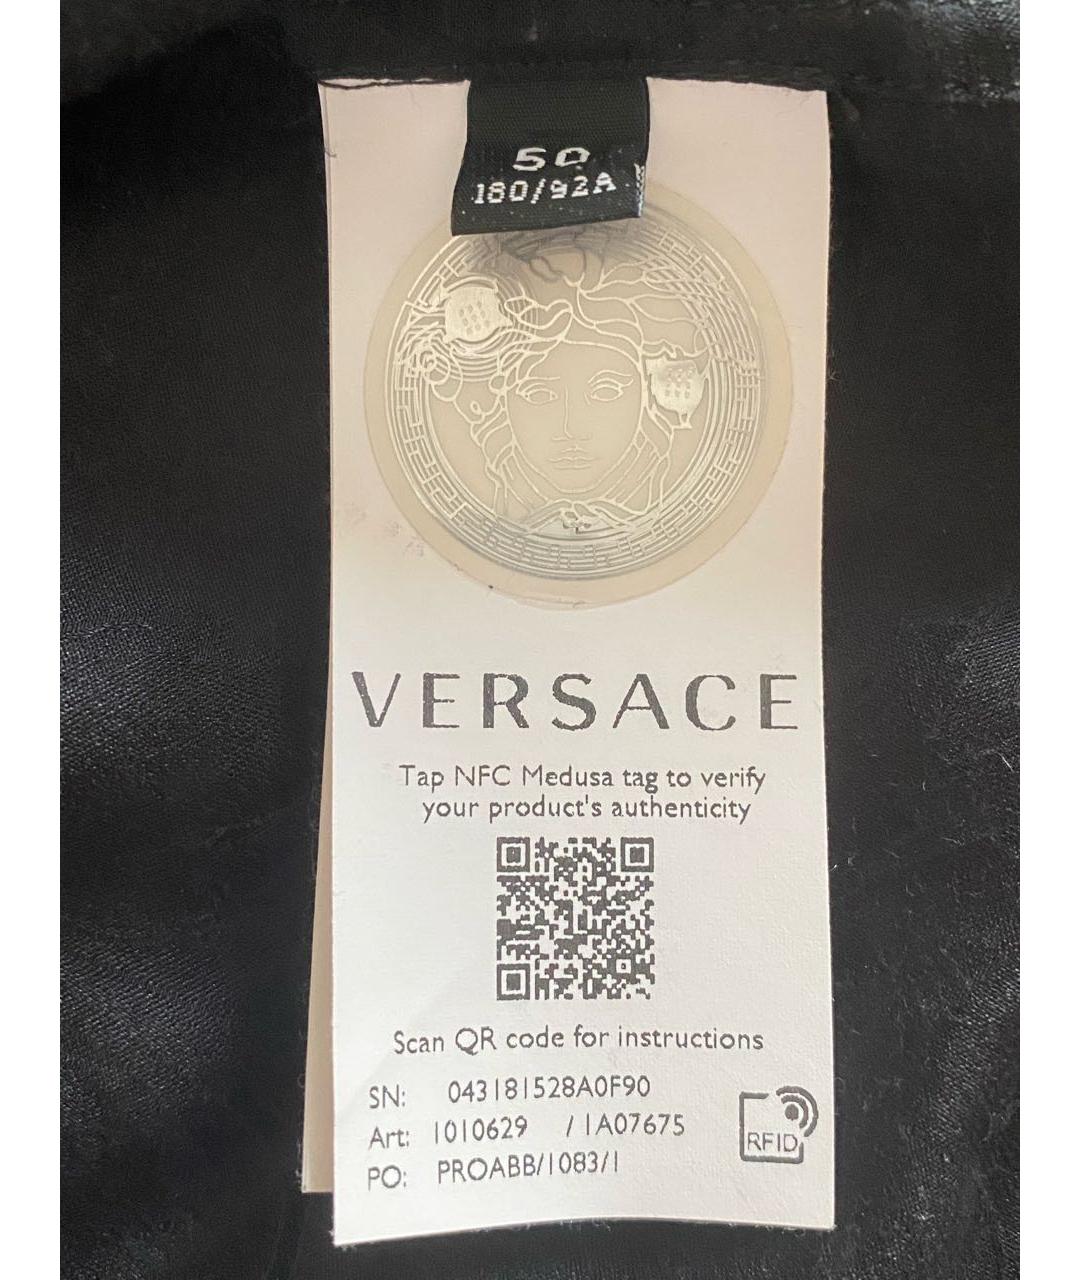 50
180/92A
VERSACE
Tap NFC Medusa tag to verify
your product's authenticity
Scan QR code for instructions
SN: 043181528A0F90
Art: 1010629 /1A07675
PO: PROABB/1083/1
RFID